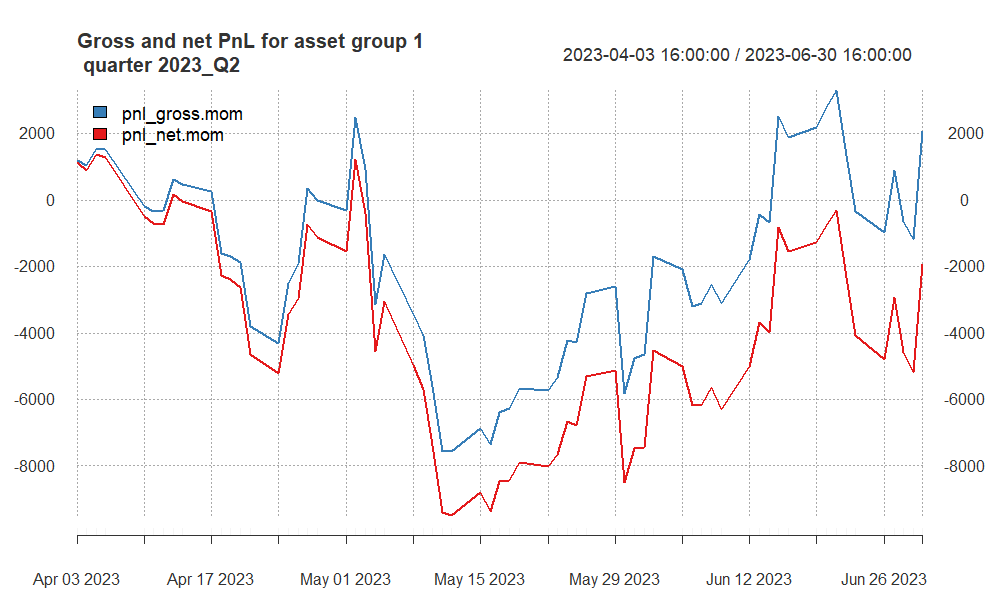 Gross and net PnL for asset group 1
quarter 2023_Q2
2023-04-03 16:00:00 / 2023-06-30 16:00:00
pnl_gross.mom
pnl_net.mom
2000 2000
0 0
-2000 -2000
-4000 -4000
-6000 -6000
-8000 -8000
Apr 03 2023 Apr 17 2023 May 01 2023 May 15 2023 May 29 2023 Jun 12 2023 Jun 26 2023